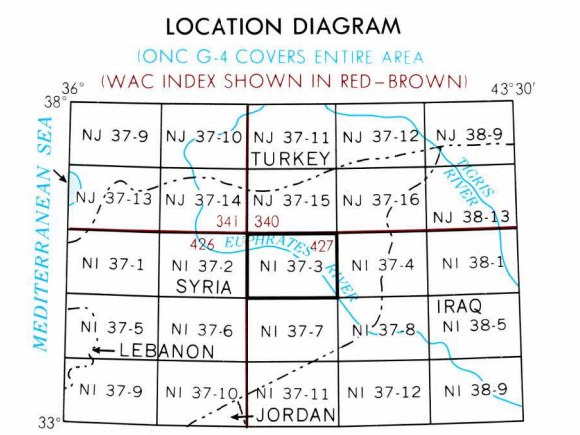 LOCATION DIAGRAM
(ONC G-4 COVERS ENTIRE AREA
(WAC INDEX SHOWN IN RED-BROWN)
36°
43°30'
38°
MEDITERRANEAN SEA
NJ 37-9
NJ 37-10
NJ 37-11
NJ 37-12
NJ 38-9
TURKEY
TIGRIS
RIVER
NJ 37-13
NJ 37-14
NJ 37-15
NJ 37-16
NJ 38-13
341
340
426
EUPHRATES
427
RIVER
NI 37-1
NI 37-2
NI 37-3
NI 37-4
NI 38-1
SYRIA
IRAQ
NI 37-5
NI 37-6
NI 37-7
NI 37-8
NI 38-5
LEBANON
NI 37-9
NI 37-10
NI 37-11
NI 37-12
NI 38-9
JORDAN
33°